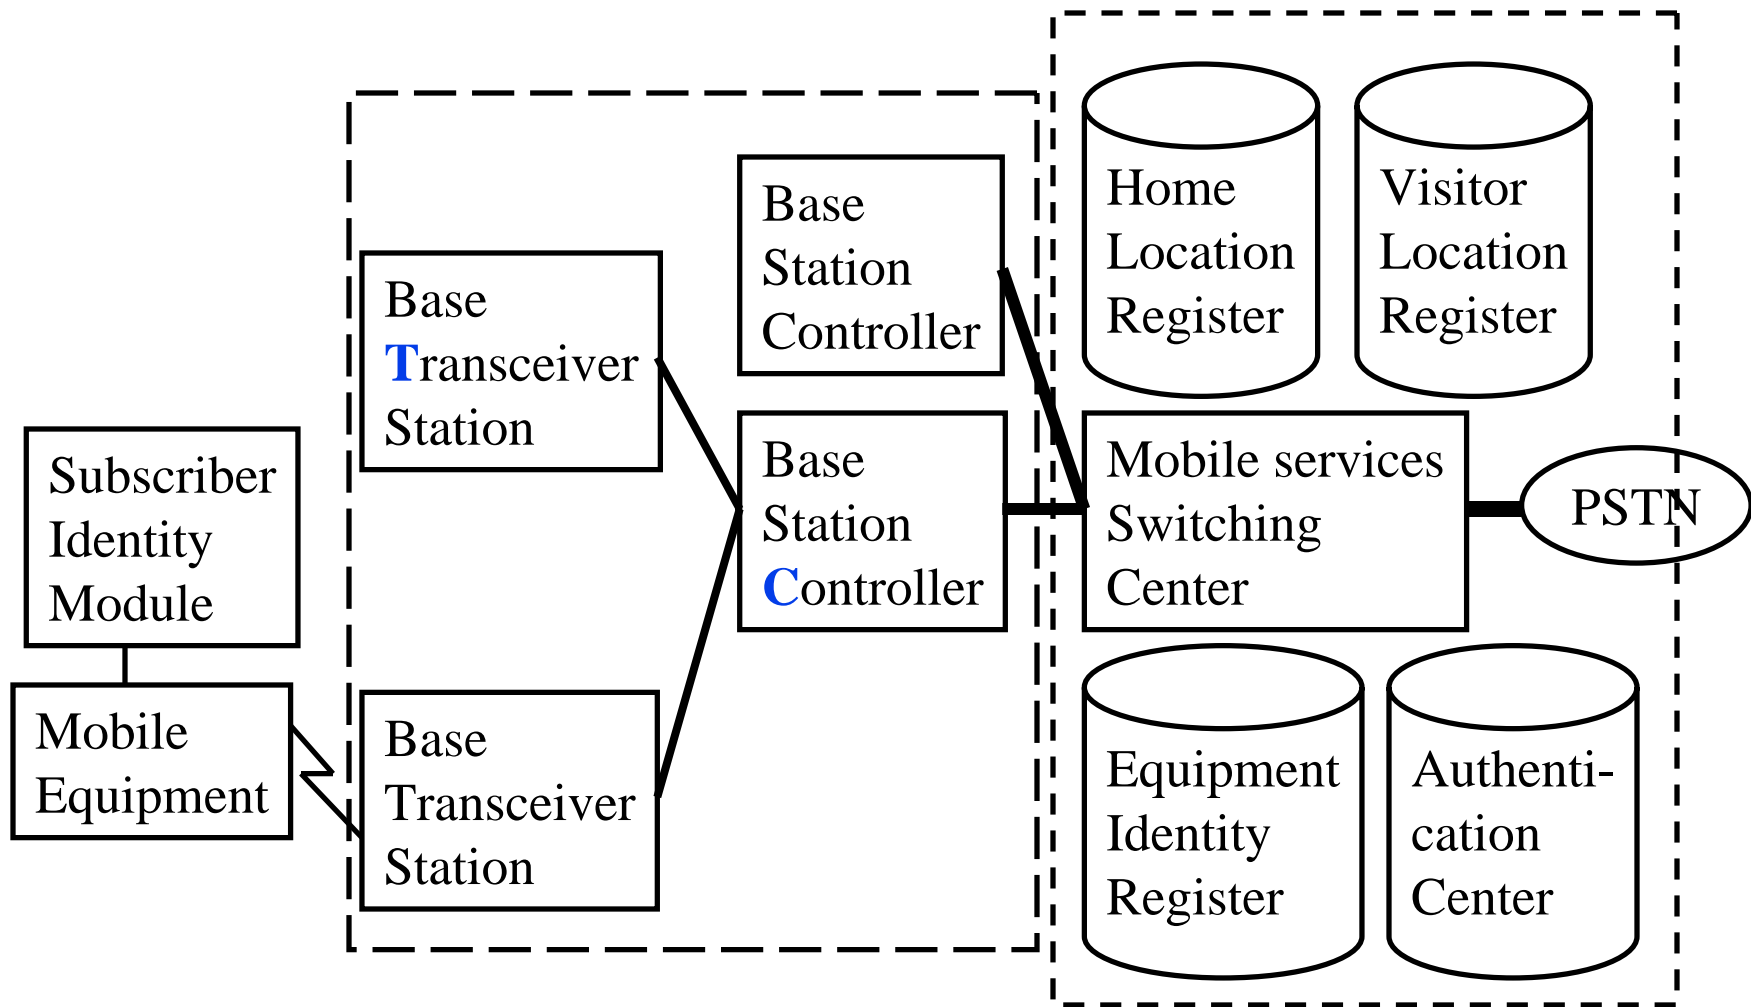 Subscriber
Identity
Module
Mobile
Equipment
Base
Transceiver
Station
Base
Transceiver
Station
Base
Station
Controller
Base
Station
Controller
Home
Location
Register
Visitor
Location
Register
Mobile services
Switching
Center
PSTN
Equipment
Identity
Register
Authenti-
cation
Center